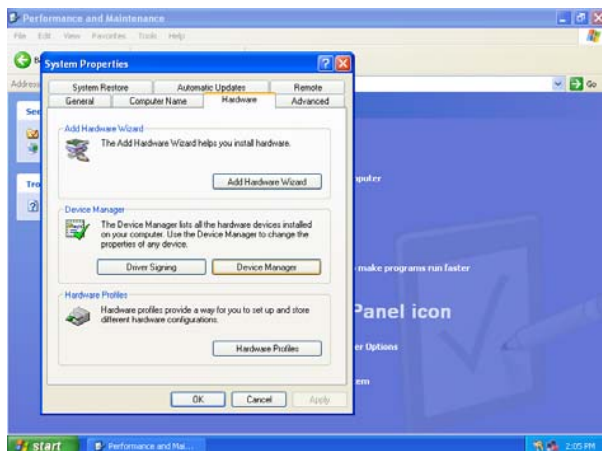 Performance and Maintenance
File Edit View Favorites Tools Help
Address
Go
System Properties
System Restore Automatic Updates Remote
General Computer Name Hardware Advanced
Add Hardware Wizard
The Add Hardware Wizard helps you install hardware.
Add Hardware Wizard
Device Manager
The Device Manager lists all the hardware devices installed
on your computer. Use the Device Manager to change the
properties of any device.
Driver Signing Device Manager
Hardware Profiles
Hardware profiles provide a way for you to set up and store
different hardware configurations.
Hardware Profiles
OK Cancel Apply
See
Tro
mputer
to make programs run faster
Panel icon
er Options
em
start Performance and Mai... 2:05 PM